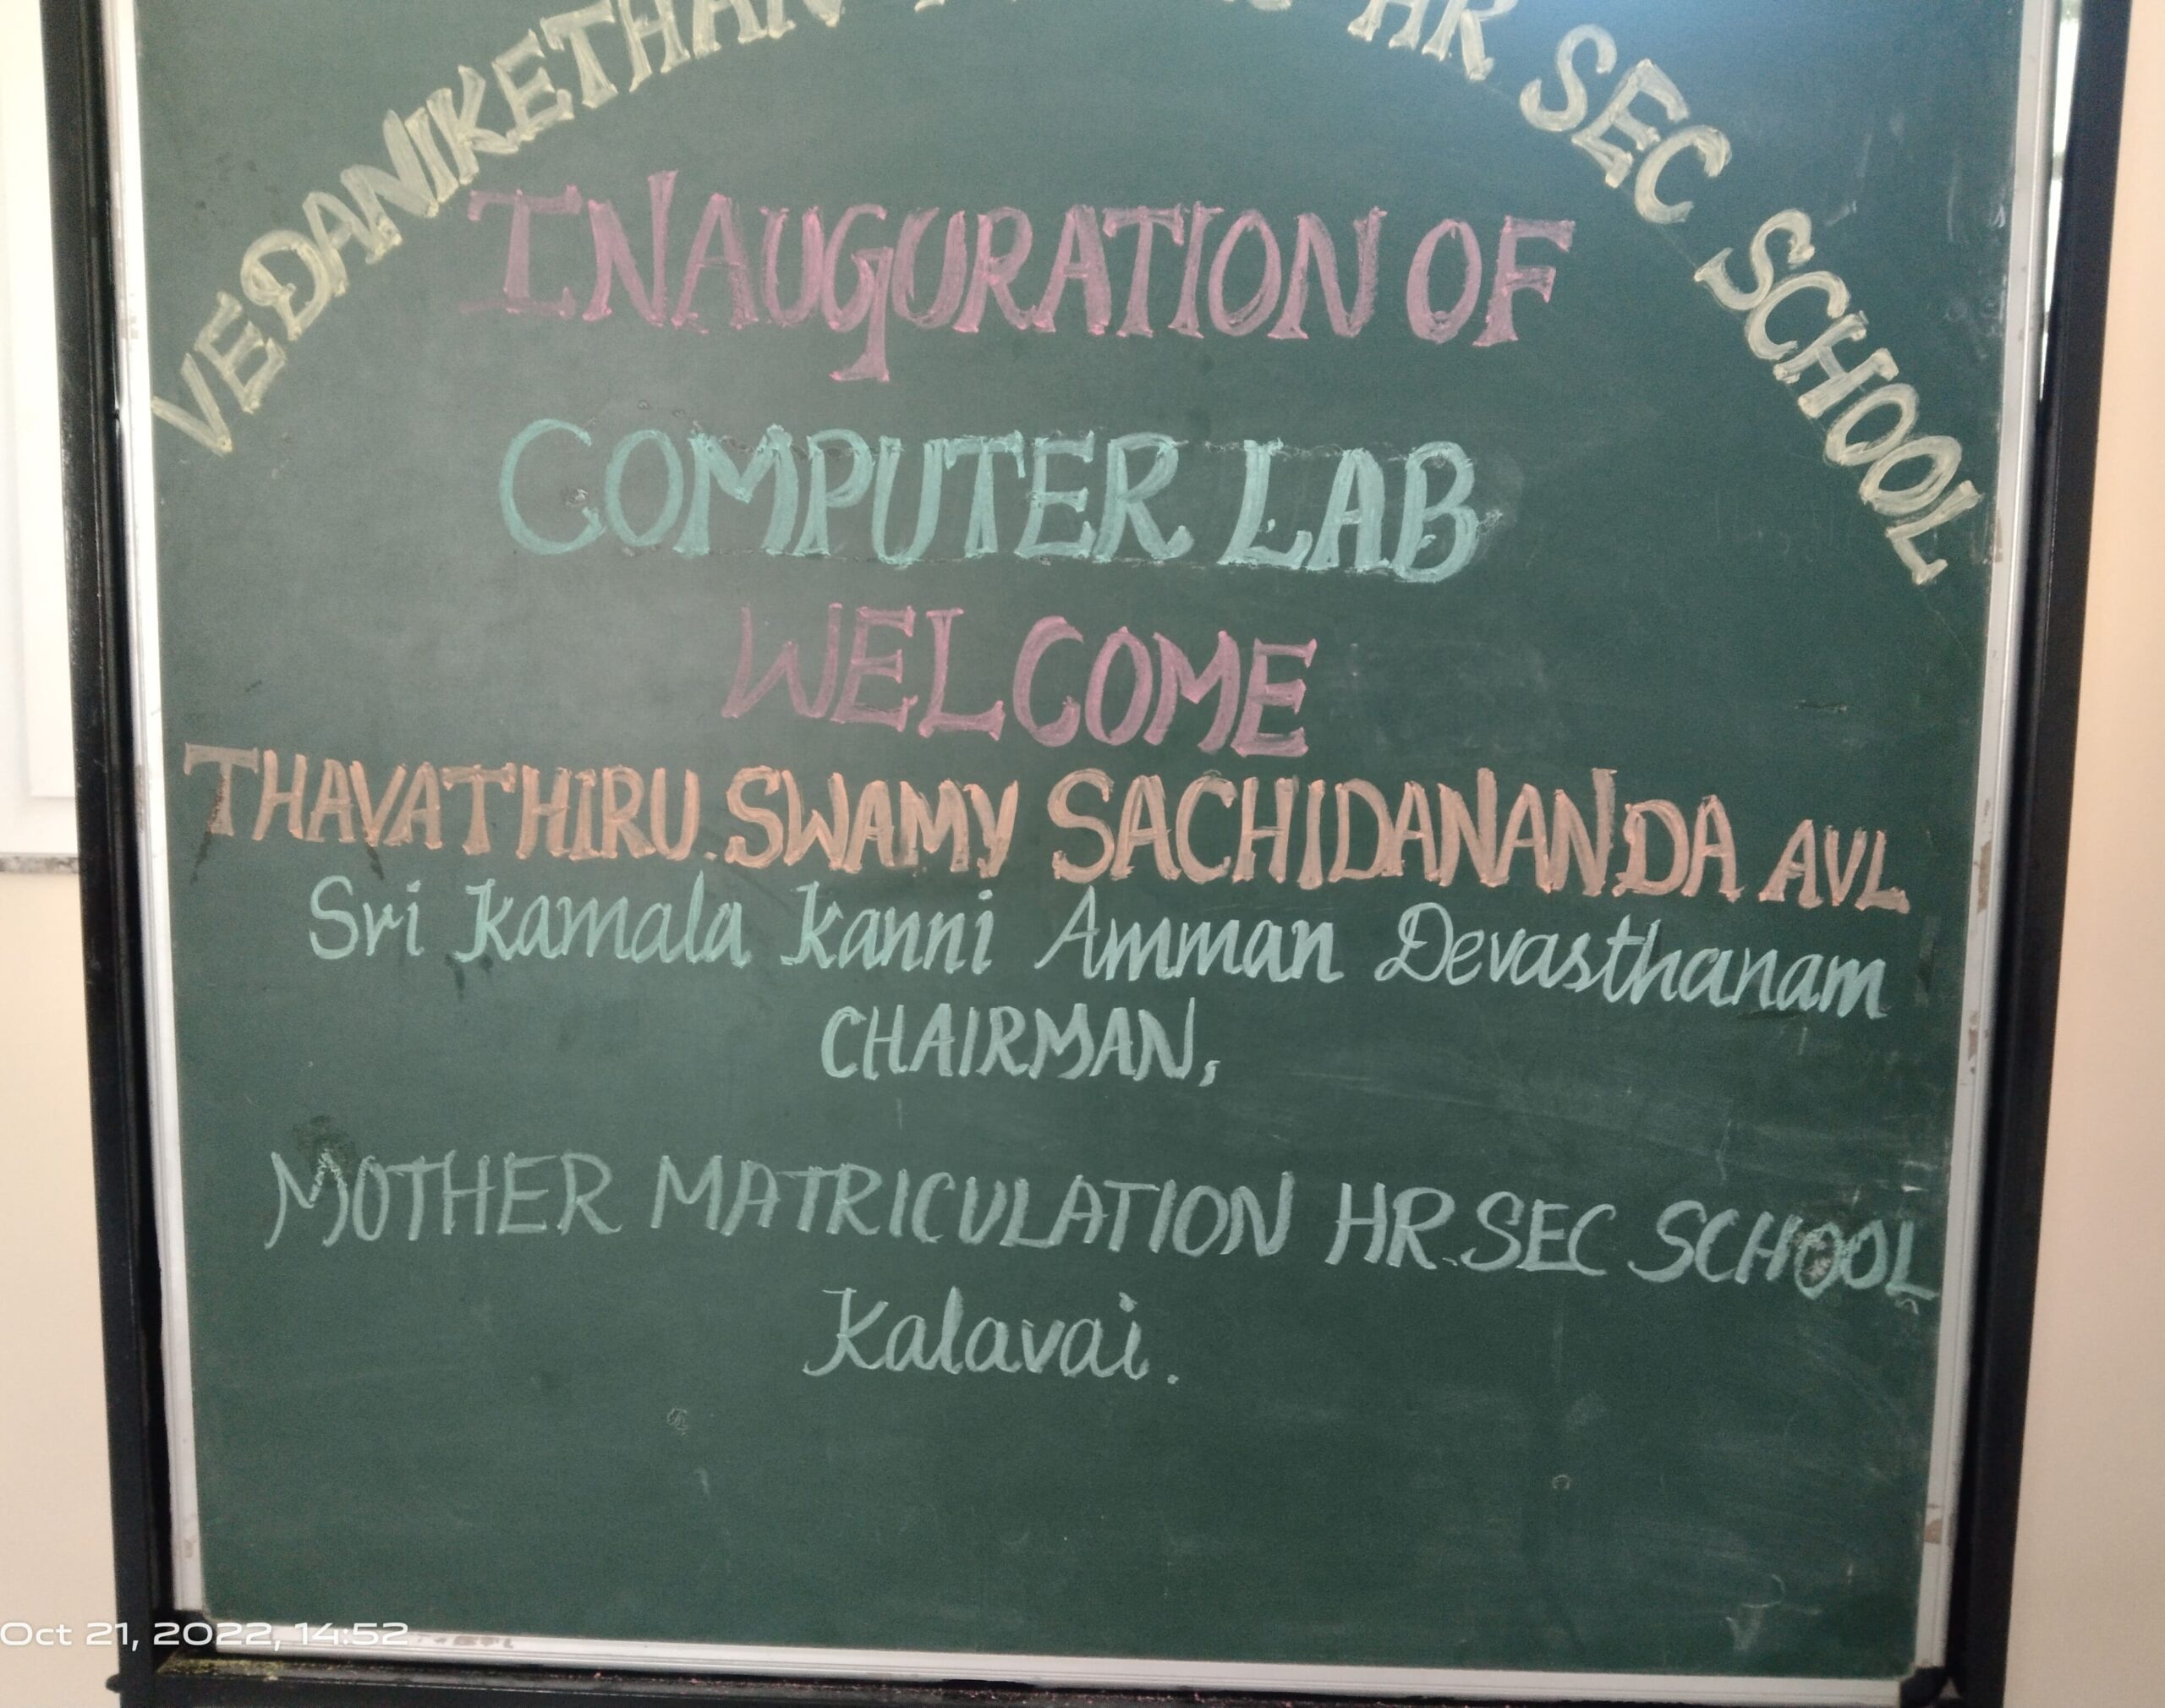 VEDANIKETHAN HR SEC SCHOOL
INAUGURATION OF
COMPUTER LAB
WELCOME
THAVATHIRU.SWAMY SACHIDANANDA AVL
Sri Kamala Kanni Amman Devasthanam
CHAIRMAN,
MOTHER MATRICULATION HR.SEC SCHOOL
Kalavai.
Oct 21, 2022, 14:52